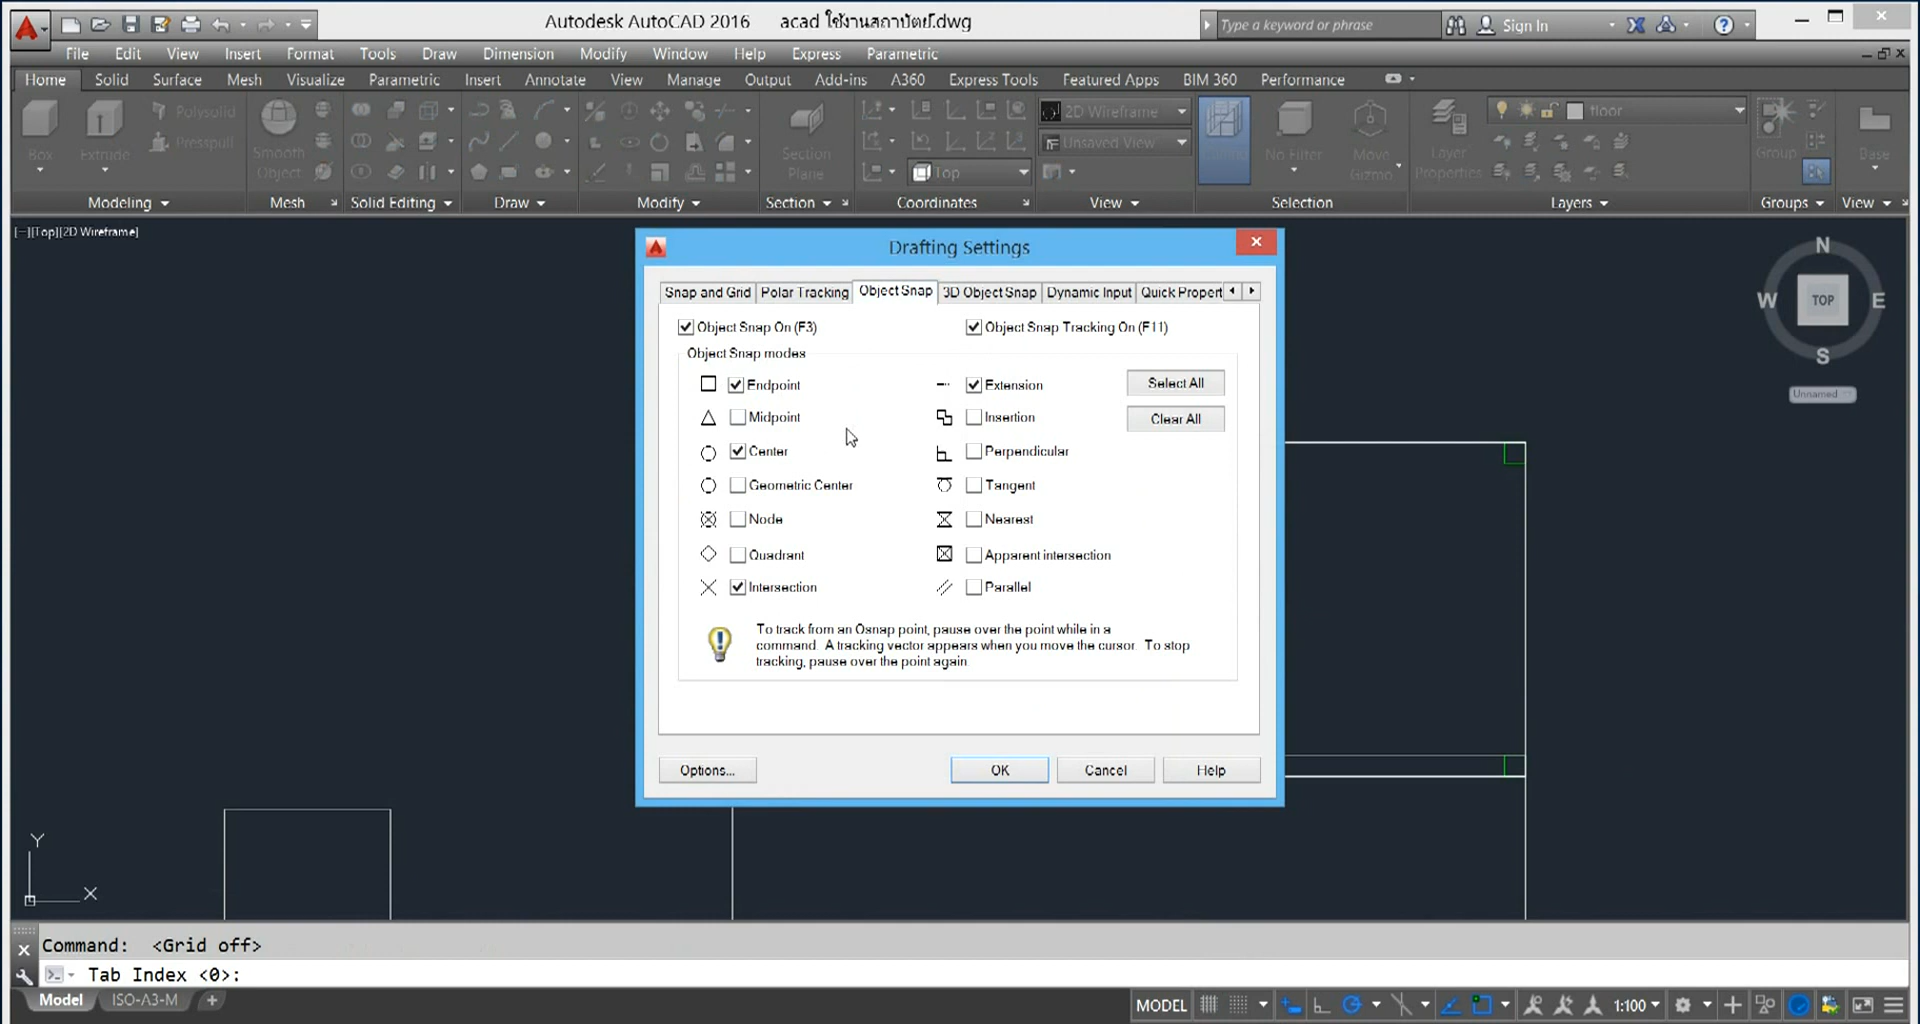 Autodesk AutoCAD 2016 acad ใช้งานสถาปัตย์.dwg
Type a keyword or phrase
Sign In
File Edit View Insert Format Tools Draw Dimension Modify Window Help Express Parametric
Home Solid Surface Mesh Visualize Parametric Insert Annotate View Manage Output Add-ins A360 Express Tools Featured Apps BIM 360 Performance
Polysolid
2D Wireframe
floor
Box
Extrude
Presspull
Smooth
Object
Section
Plane
Unsaved View
Top
Culling
No Filter
Move
Gizmo
Layer
Properties
Group
Base
Modeling Mesh Solid Editing Draw Modify Section Coordinates View Selection Layers Groups View
[−][Top][2D Wireframe]
N
W TOP E
S
Unnamed
Drafting Settings
Snap and Grid Polar Tracking Object Snap 3D Object Snap Dynamic Input Quick Propert
Object Snap On (F3) Object Snap Tracking On (F11)
Object Snap modes
Endpoint Extension Select All
Midpoint Insertion Clear All
Center Perpendicular
Geometric Center Tangent
Node Nearest
Quadrant Apparent intersection
Intersection Parallel
To track from an Osnap point, pause over the point while in a
command. A tracking vector appears when you move the cursor. To stop
tracking, pause over the point again.
Options... OK Cancel Help
Y
X
Command: <Grid off>
Tab Index <0>:
Model ISO-A3-M
MODEL 1:100